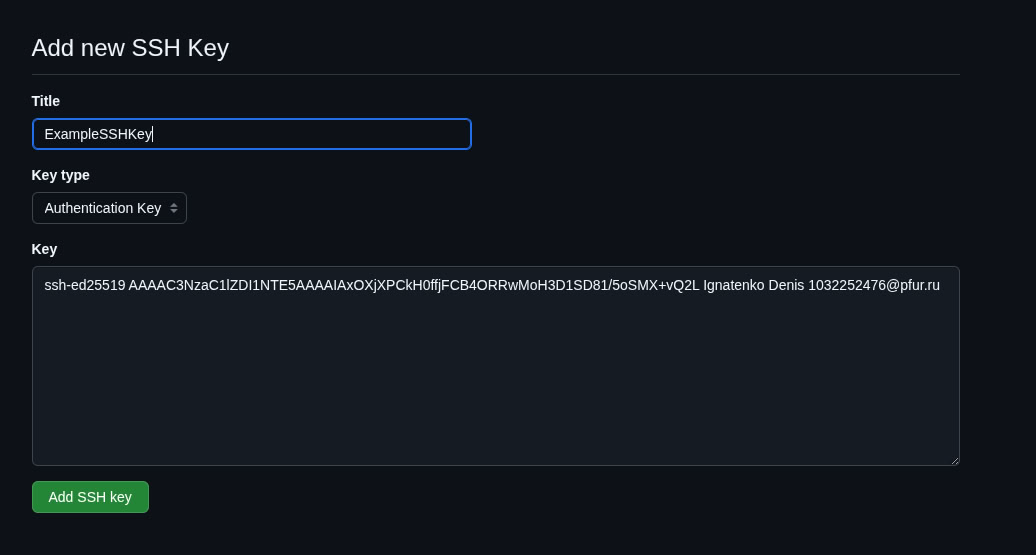 Add new SSH Key
Title
ExampleSSHKey
Key type
Authentication Key
Key
ssh-ed25519 AAAAC3NzaC1lZDI1NTE5AAAAIAxOXjXPCkH0ffjFCB4ORRwMoH3D1SD81/5oSMX+vQ2L Ignatenko Denis 1032252476@pfur.ru
Add SSH key